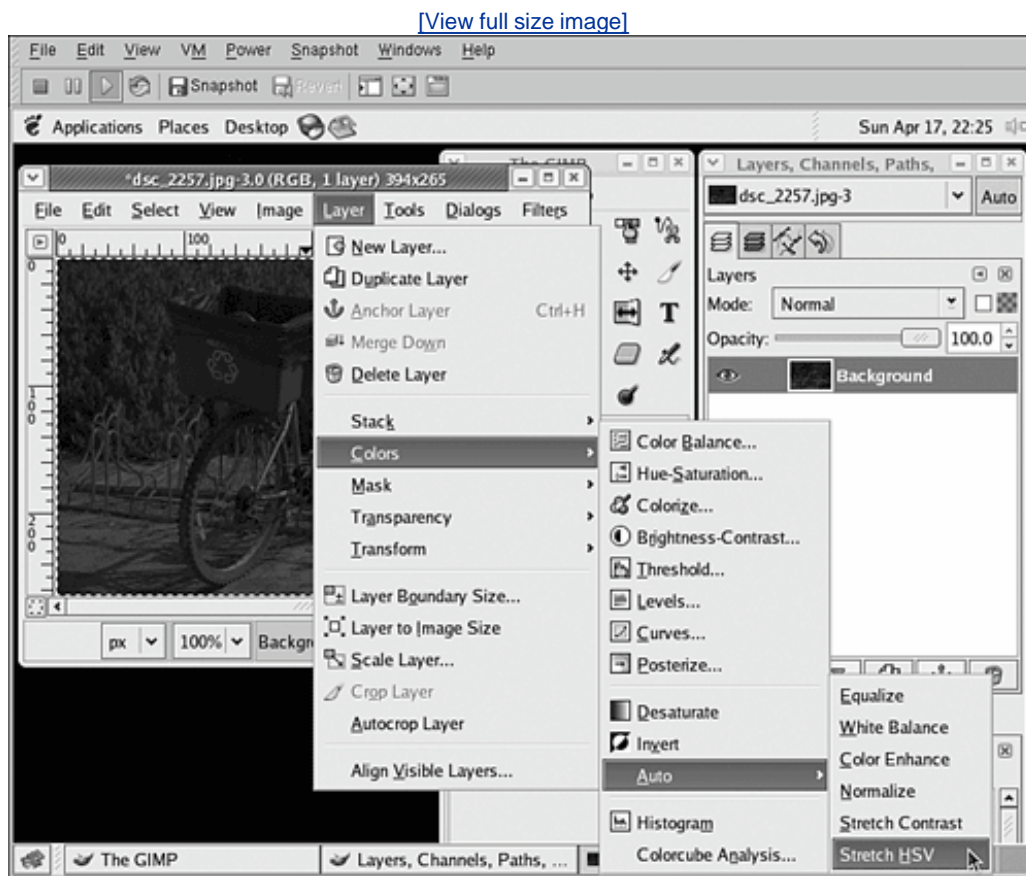 [View full size image]
File Edit View VM Power Snapshot Windows Help
Snapshot Revert
Applications Places Desktop
Sun Apr 17, 22:25
The GIMP
Layers, Channels, Paths,
*dsc_2257.jpg-3.0 (RGB, 1 layer) 394x265
dsc_2257.jpg-3
Auto
File Edit Select View Image Layer Tools Dialogs Filters
0 100
0
100
200
px
100%
New Layer...
Duplicate Layer
Anchor Layer Ctrl+H
Merge Down
Delete Layer
Stack
Colors
Mask
Transparency
Transform
Layer Boundary Size...
Layer to Image Size
Scale Layer...
Crop Layer
Autocrop Layer
Align Visible Layers...
Layers
Mode: Normal
Opacity: 100.0
Background
Color Balance...
Hue-Saturation...
Colorize...
Brightness-Contrast...
Threshold...
Levels...
Curves...
Posterize...
Desaturate
Invert
Auto
Histogram
Colorcube Analysis...
Equalize
White Balance
Color Enhance
Normalize
Stretch Contrast
Stretch HSV
The GIMP
Layers, Channels, Paths, ...